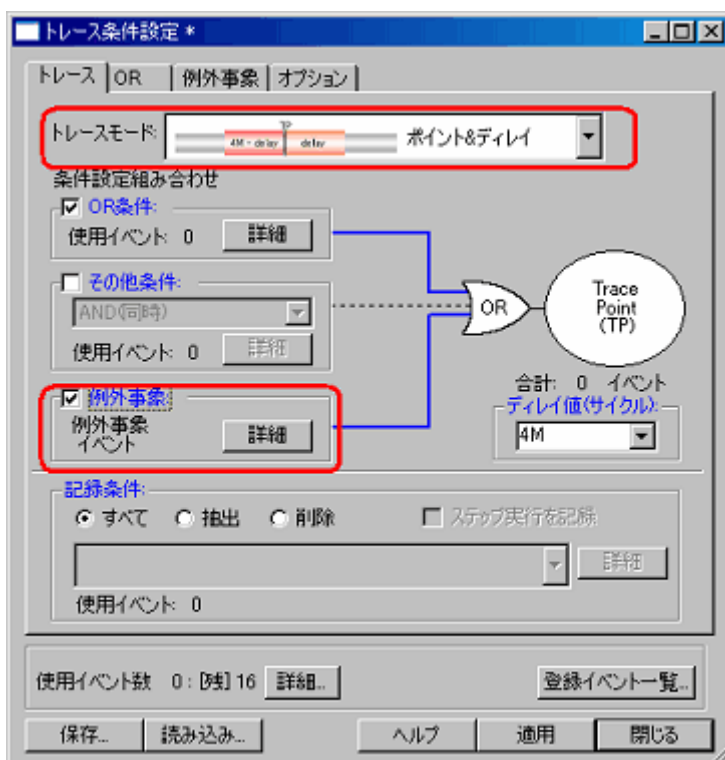 トレース条件設定 *
トレース OR 例外事象 オプション
トレースモード: 4M - delay TP delay ポイント&ディレイ
条件設定組み合わせ
OR条件:
使用イベント: 0 詳細
その他条件:
AND(同時)
使用イベント: 0 詳細
例外事象:
例外事象
イベント
詳細
OR
Trace
Point
(TP)
合計: 0 イベント
ディレイ値(サイクル):
4M
記録条件:
すべて 抽出 削除 ステップ実行を記録
詳細
使用イベント: 0
使用イベント数 0 : [残] 16 詳細... 登録イベント一覧...
保存... 読み込み... ヘルプ 適用 閉じる